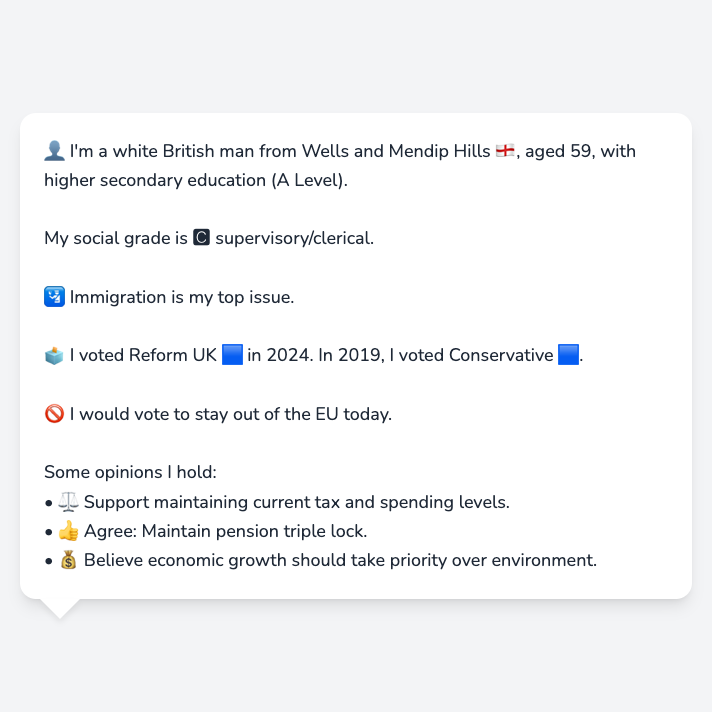 👤 I'm a white British man from Wells and Mendip Hills 🏴󠁧󠁢󠁥󠁮󠁧󠁿, aged 59, with
higher secondary education (A Level).
My social grade is 🅲 supervisory/clerical.
🛂 Immigration is my top issue.
🗳️ I voted Reform UK 🟦 in 2024. In 2019, I voted Conservative 🟦.
🚫 I would vote to stay out of the EU today.
Some opinions I hold:
• ⚖️ Support maintaining current tax and spending levels.
• 👍 Agree: Maintain pension triple lock.
• 💰 Believe economic growth should take priority over environment.